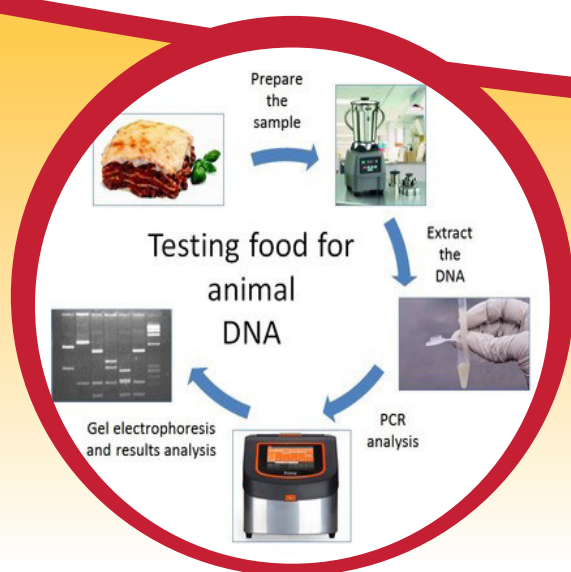 Prepare
the
sample
Testing food for
animal
DNA
Extract
the
DNA
PCR
analysis
Gel electrophoresis
and results analysis